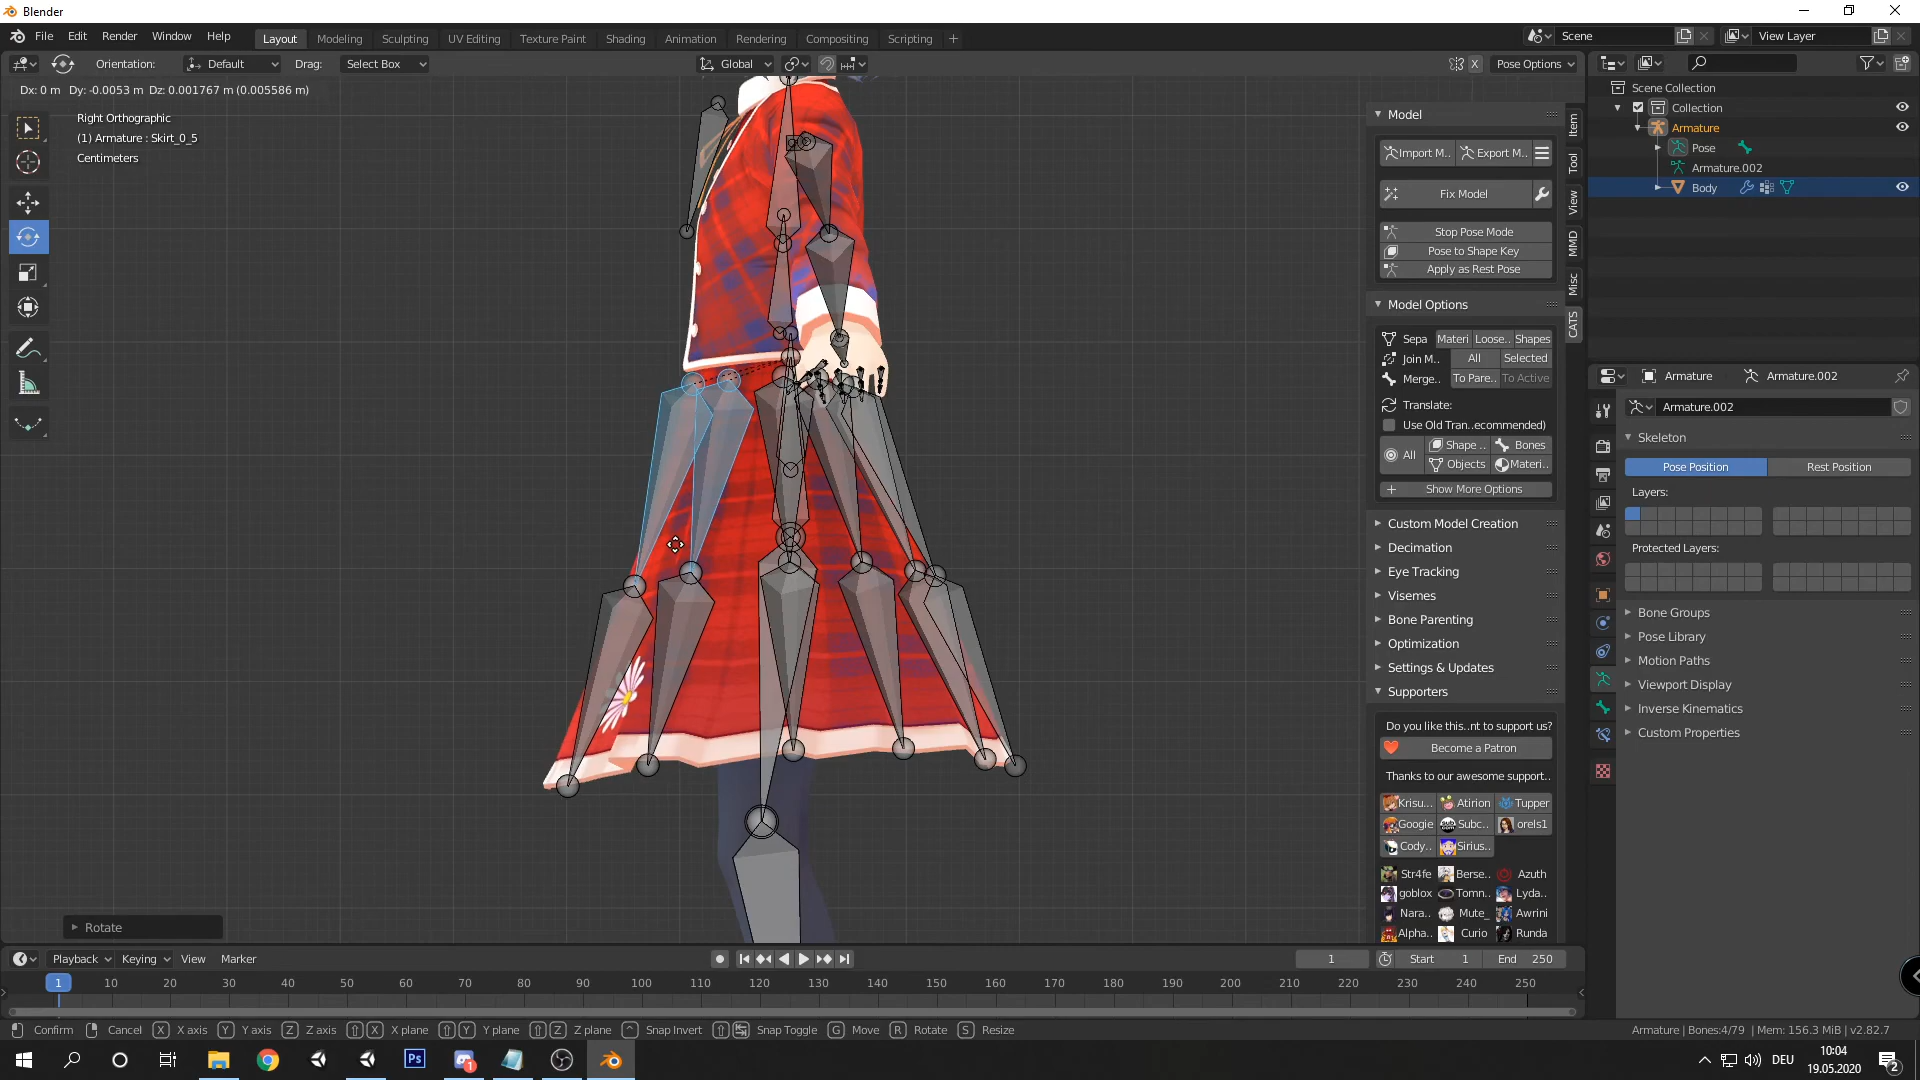 Blender
File Edit Render Window Help
Layout Modeling Sculpting UV Editing Texture Paint Shading Animation Rendering Compositing Scripting +
Scene
View Layer
Orientation: Default Drag: Select Box
Global
X Pose Options
Dx: 0 m Dy: -0.0053 m Dz: 0.001767 m (0.005586 m)
Right Orthographic
(1) Armature : Skirt_0_5
Centimeters
Rotate
Item
Tool
View
MMD
Misc
CATS
Model
Import M.. Export M..
Fix Model
Stop Pose Mode
Pose to Shape Key
Apply as Rest Pose
Model Options
Sepa Materi Loose.. Shapes
Join M.. All Selected
Merge.. To Pare.. To Active
Translate:
Use Old Tran..ecommended)
All Shape .. Bones
Objects Materi..
Show More Options
Custom Model Creation
Decimation
Eye Tracking
Visemes
Bone Parenting
Optimization
Settings & Updates
Supporters
Do you like this..nt to support us?
Become a Patron
Thanks to our awesome support..
Krisu... Atirion Tupper
Googie Subc.. orels1
Cody.. Sirius..
Str4fe Berse.. Azuth
goblox Tomn.. Lyda..
Nara.. Mute_ Awrini
Alpha.. Curio Runda
Scene Collection
Collection
Armature
Pose
Armature.002
Body
Armature Armature.002
Armature.002
Skeleton
Pose Position Rest Position
Layers:
Protected Layers:
Bone Groups
Pose Library
Motion Paths
Viewport Display
Inverse Kinematics
Custom Properties
Playback Keying View Marker
1 Start 1 End 250
1 10 20 30 40 50 60 70 80 90 100 110 120 130 140 150 160 170 180 190 200 210 220 230 240 250
Confirm Cancel X X axis Y Y axis Z Z axis X X plane Y Y plane Z Z plane ^ Snap Invert Snap Toggle G Move R Rotate S Resize
Armature | Bones:4/79 | Mem: 156.3 MiB | v2.82.7
Ps
1
DEU
10:04
19.05.2020
2